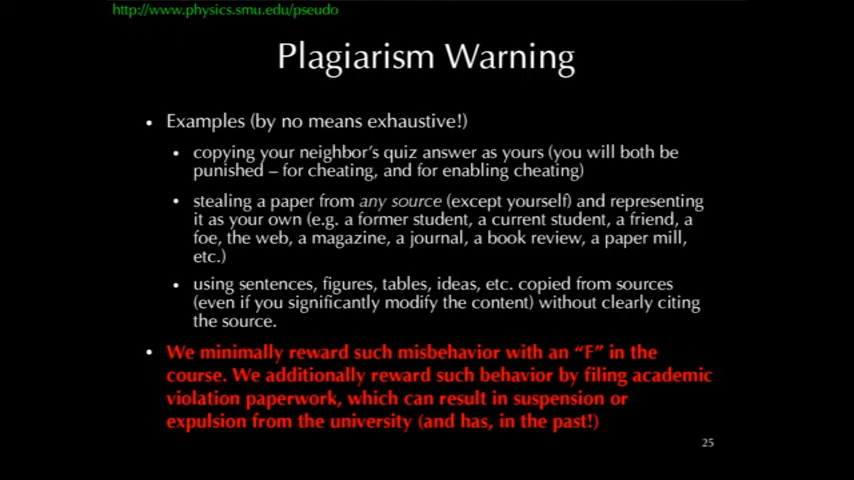 http://www.physics.smu.edu/pseudo
Plagiarism Warning
• Examples (by no means exhaustive!)
• copying your neighbor's quiz answer as yours (you will both be
punished – for cheating, and for enabling cheating)
• stealing a paper from any source (except yourself) and representing
it as your own (e.g. a former student, a current student, a friend, a
foe, the web, a magazine, a journal, a book review, a paper mill,
etc.)
• using sentences, figures, tables, ideas, etc. copied from sources
(even if you significantly modify the content) without clearly citing
the source.
• We minimally reward such misbehavior with an “F” in the
course. We additionally reward such behavior by filing academic
violation paperwork, which can result in suspension or
expulsion from the university (and has, in the past!)
25